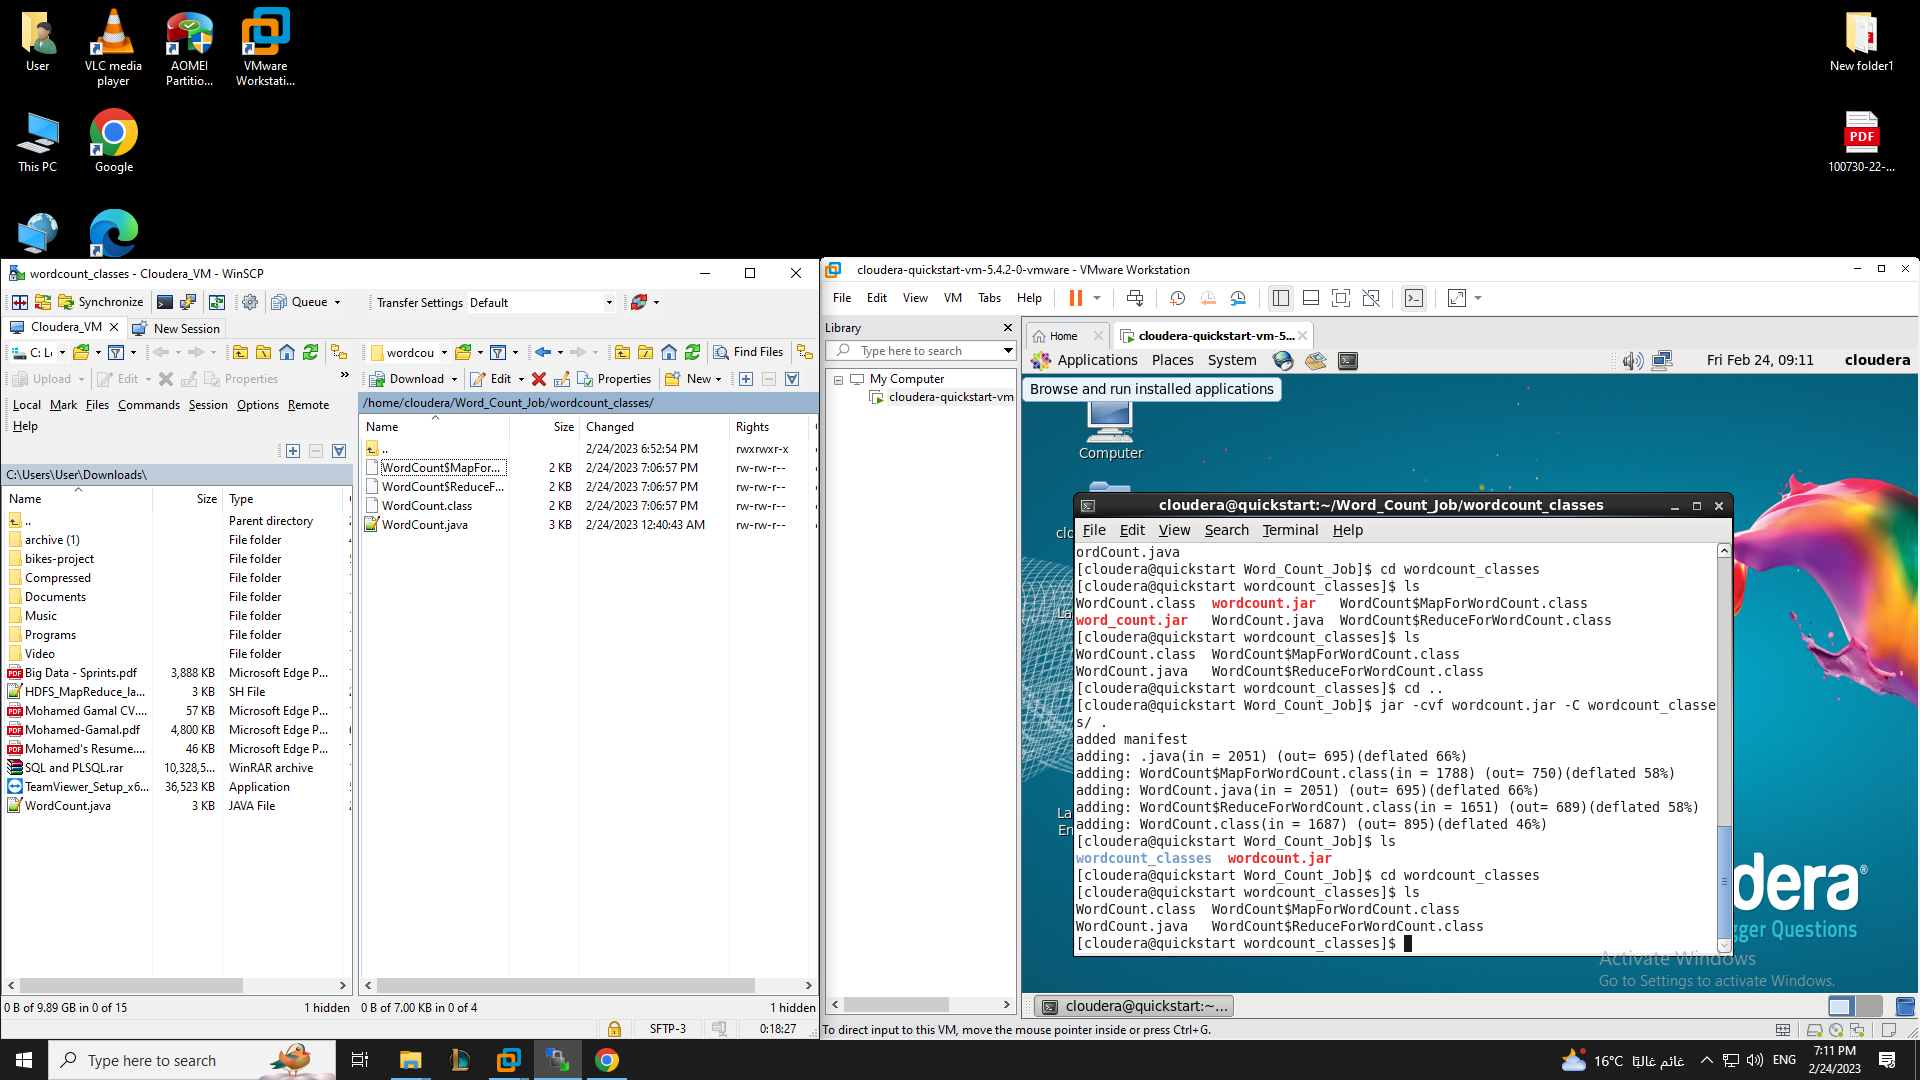 User
VLC media player
AOMEI Partitio...
VMware Workstati...
New folder1
This PC
Google
PDF
100730-22-...
wordcount_classes - Cloudera_VM - WinSCP
Synchronize
Queue
Transfer Settings Default
Cloudera_VM
New Session
C: L
wordcou
Find Files
Upload
Edit
Properties
»
Download
Edit
Properties
New
Local Mark Files Commands Session Options Remote
Help
/home/cloudera/Word_Count_Job/wordcount_classes/
Name Size Changed Rights
.. 2/24/2023 6:52:54 PM rwxrwxr-x
WordCount$MapFor... 2 KB 2/24/2023 7:06:57 PM rw-rw-r--
WordCount$ReduceF... 2 KB 2/24/2023 7:06:57 PM rw-rw-r--
WordCount.class 2 KB 2/24/2023 7:06:57 PM rw-rw-r--
WordCount.java 3 KB 2/24/2023 12:40:43 AM rw-rw-r--
C:\Users\User\Downloads\
Name Size Type
.. Parent directory
archive (1) File folder
bikes-project File folder
Compressed File folder
Documents File folder
Music File folder
Programs File folder
Video File folder
Big Data - Sprints.pdf 3,888 KB Microsoft Edge P...
HDFS_MapReduce_la... 3 KB SH File
Mohamed Gamal CV.... 57 KB Microsoft Edge P...
Mohamed-Gamal.pdf 4,800 KB Microsoft Edge P...
Mohamed's Resume.... 46 KB Microsoft Edge P...
SQL and PLSQL.rar 10,328,5... WinRAR archive
TeamViewer_Setup_x6... 36,523 KB Application
WordCount.java 3 KB JAVA File
0 B of 9.89 GB in 0 of 15 1 hidden
0 B of 7.00 KB in 0 of 4 1 hidden
SFTP-3 0:18:27
cloudera-quickstart-vm-5.4.2-0-vmware - VMware Workstation
File Edit View VM Tabs Help
Library
Type here to search
My Computer
cloudera-quickstart-vm
Home
cloudera-quickstart-vm-5...
Applications Places System
Fri Feb 24, 09:11 cloudera
Browse and run installed applications
Computer
clo
La
La
En
cloudera@quickstart:~/Word_Count_Job/wordcount_classes
File Edit View Search Terminal Help
ordCount.java
[cloudera@quickstart Word_Count_Job]$ cd wordcount_classes
[cloudera@quickstart wordcount_classes]$ ls
WordCount.class wordcount.jar WordCount$MapForWordCount.class
word_count.jar WordCount.java WordCount$ReduceForWordCount.class
[cloudera@quickstart wordcount_classes]$ ls
WordCount.class WordCount$MapForWordCount.class
WordCount.java WordCount$ReduceForWordCount.class
[cloudera@quickstart wordcount_classes]$ cd ..
[cloudera@quickstart Word_Count_Job]$ jar -cvf wordcount.jar -C wordcount_classe
s/ .
added manifest
adding: .java(in = 2051) (out= 695)(deflated 66%)
adding: WordCount$MapForWordCount.class(in = 1788) (out= 750)(deflated 58%)
adding: WordCount.java(in = 2051) (out= 695)(deflated 66%)
adding: WordCount$ReduceForWordCount.class(in = 1651) (out= 689)(deflated 58%)
adding: WordCount.class(in = 1687) (out= 895)(deflated 46%)
[cloudera@quickstart Word_Count_Job]$ ls
wordcount_classes wordcount.jar
[cloudera@quickstart Word_Count_Job]$ cd wordcount_classes
[cloudera@quickstart wordcount_classes]$ ls
WordCount.class WordCount$MapForWordCount.class
WordCount.java WordCount$ReduceForWordCount.class
[cloudera@quickstart wordcount_classes]$
dera®
gger Questions
Activate Windows
Go to Settings to activate Windows.
cloudera@quickstart:~...
To direct input to this VM, move the mouse pointer inside or press Ctrl+G.
Type here to search
16°C غائم غالبًا
ENG
7:11 PM
2/24/2023